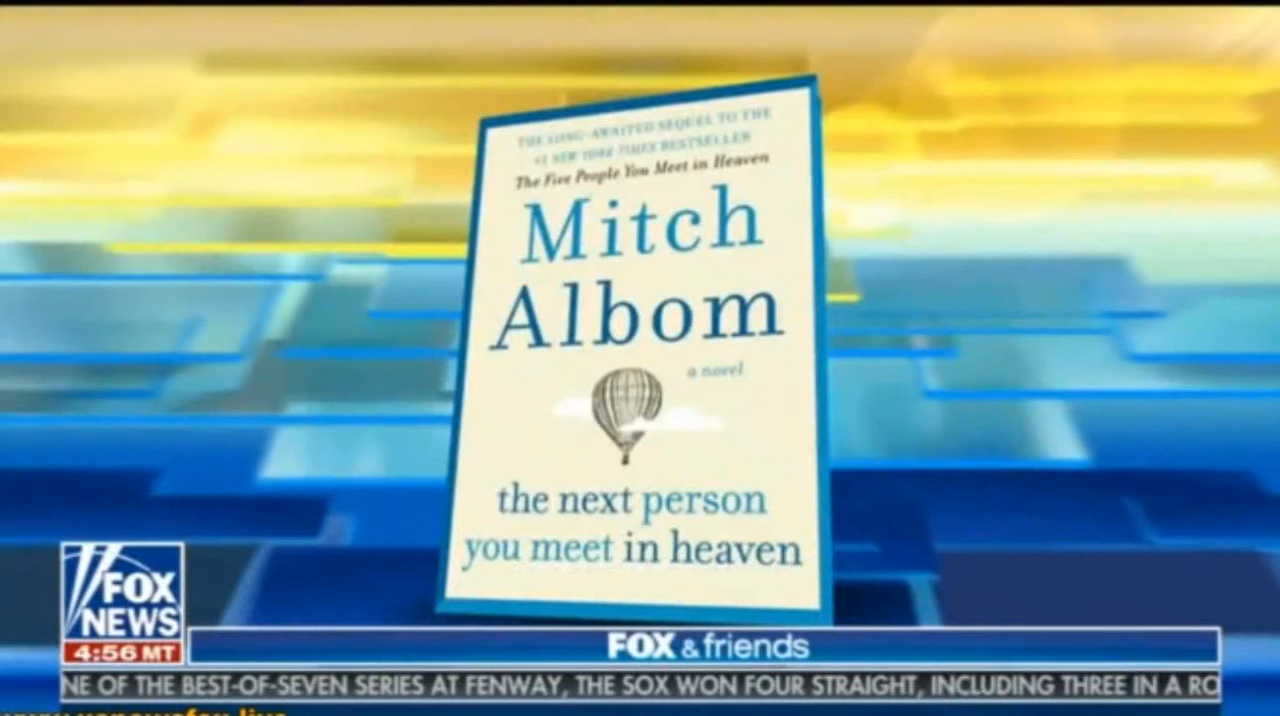 THE LONG-AWAITED SEQUEL TO THE
#1 NEW YORK TIMES BESTSELLER
The Five People You Meet in Heaven
Mitch
Albom
a novel
the next person
you meet in heaven
FOX
NEWS
4:56 MT
FOX & friends
NE OF THE BEST-OF-SEVEN SERIES AT FENWAY, THE SOX WON FOUR STRAIGHT, INCLUDING THREE IN A RO